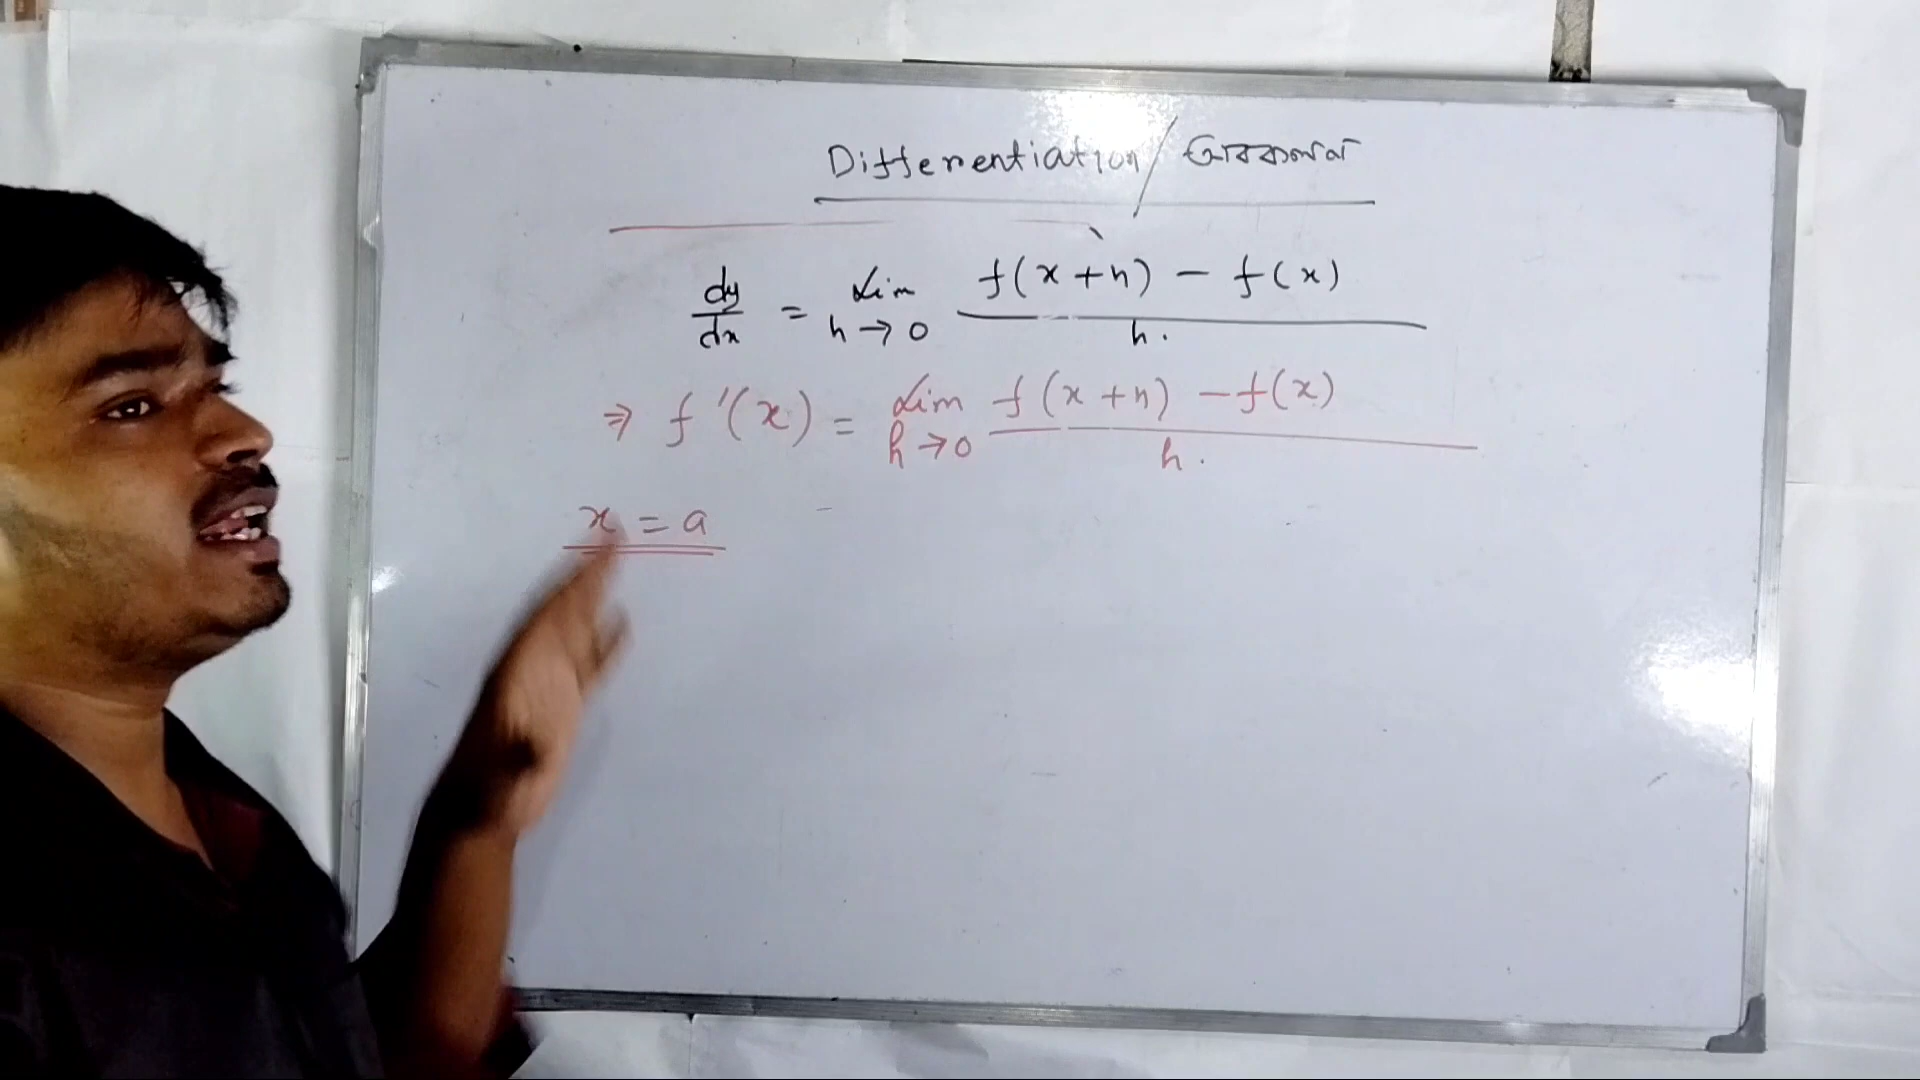 Differentiation / অবকলন
dy/dx = Lim h→0 f(x+h) - f(x) / h.
⇒ f'(x) = Lim h→0 f(x+h) - f(x) / h.
x = a